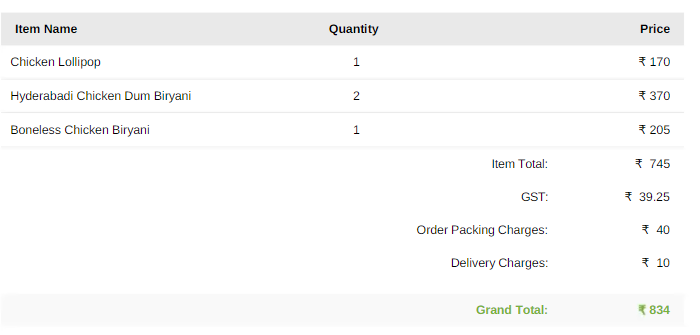 Item Name Quantity Price
Chicken Lollipop 1 ₹ 170
Hyderabadi Chicken Dum Biryani 2 ₹ 370
Boneless Chicken Biryani 1 ₹ 205
Item Total: ₹ 745
GST: ₹ 39.25
Order Packing Charges: ₹ 40
Delivery Charges: ₹ 10
Grand Total: ₹ 834